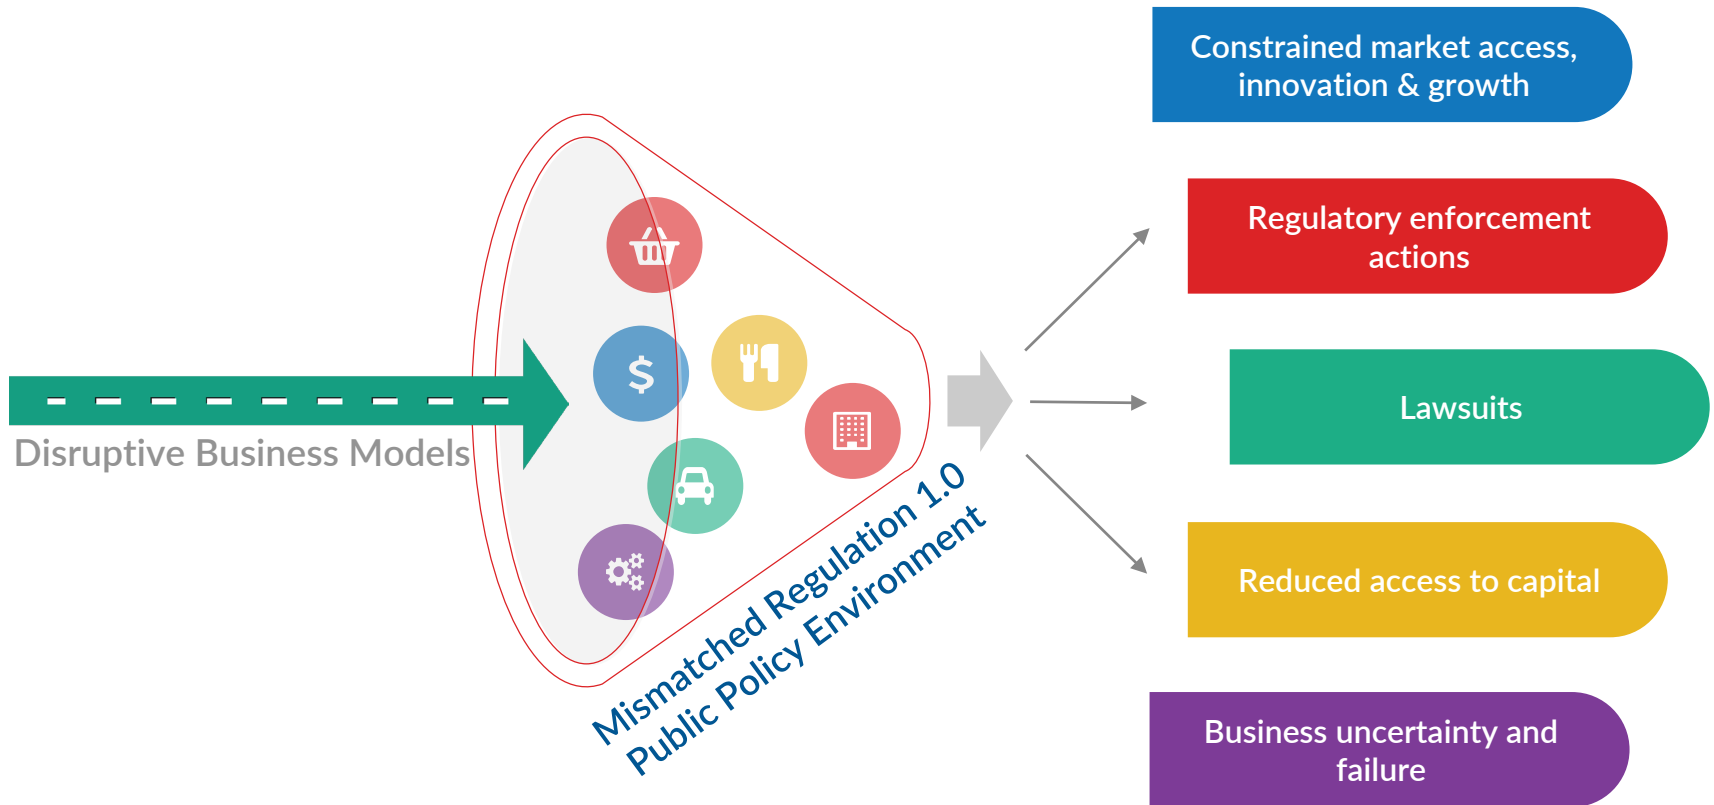 Constrained market access,
innovation & growth
Regulatory enforcement
actions
$
Disruptive Business Models
Lawsuits
Mismatched Regulation 1.0
Public Policy Environment
Reduced access to capital
Business uncertainty and
failure